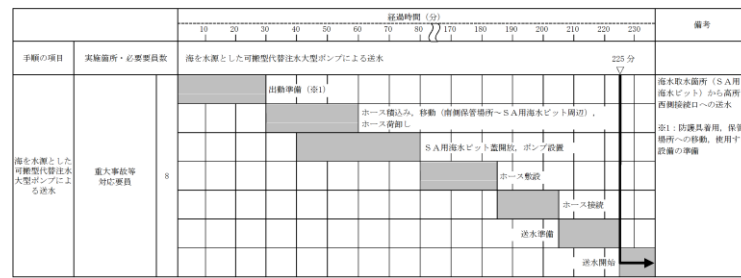 経過時間（分）
備考
10 20 30 40 50 60 70 80 170 180 190 200 210 220 230
手順の項目
実施箇所・必要要員数
海を水源とした可搬型代替注水大型ポンプによる送水
225 分
▽
海を水源とした
可搬型代替注水
大型ポンプによ
る送水
重大事故等
対応要員
8
出動準備（※1）
ホース積込み，移動（南側保管場所～ＳＡ用海水ピット周辺），
ホース荷卸し
ＳＡ用海水ピット蓋開放，ポンプ設置
ホース敷設
ホース接続
送水準備
送水開始
海水取水箇所（ＳＡ用
海水ピット）から高所
西側接続口への送水
※1：防護具着用，保管
場所への移動，使用す
設備の準備